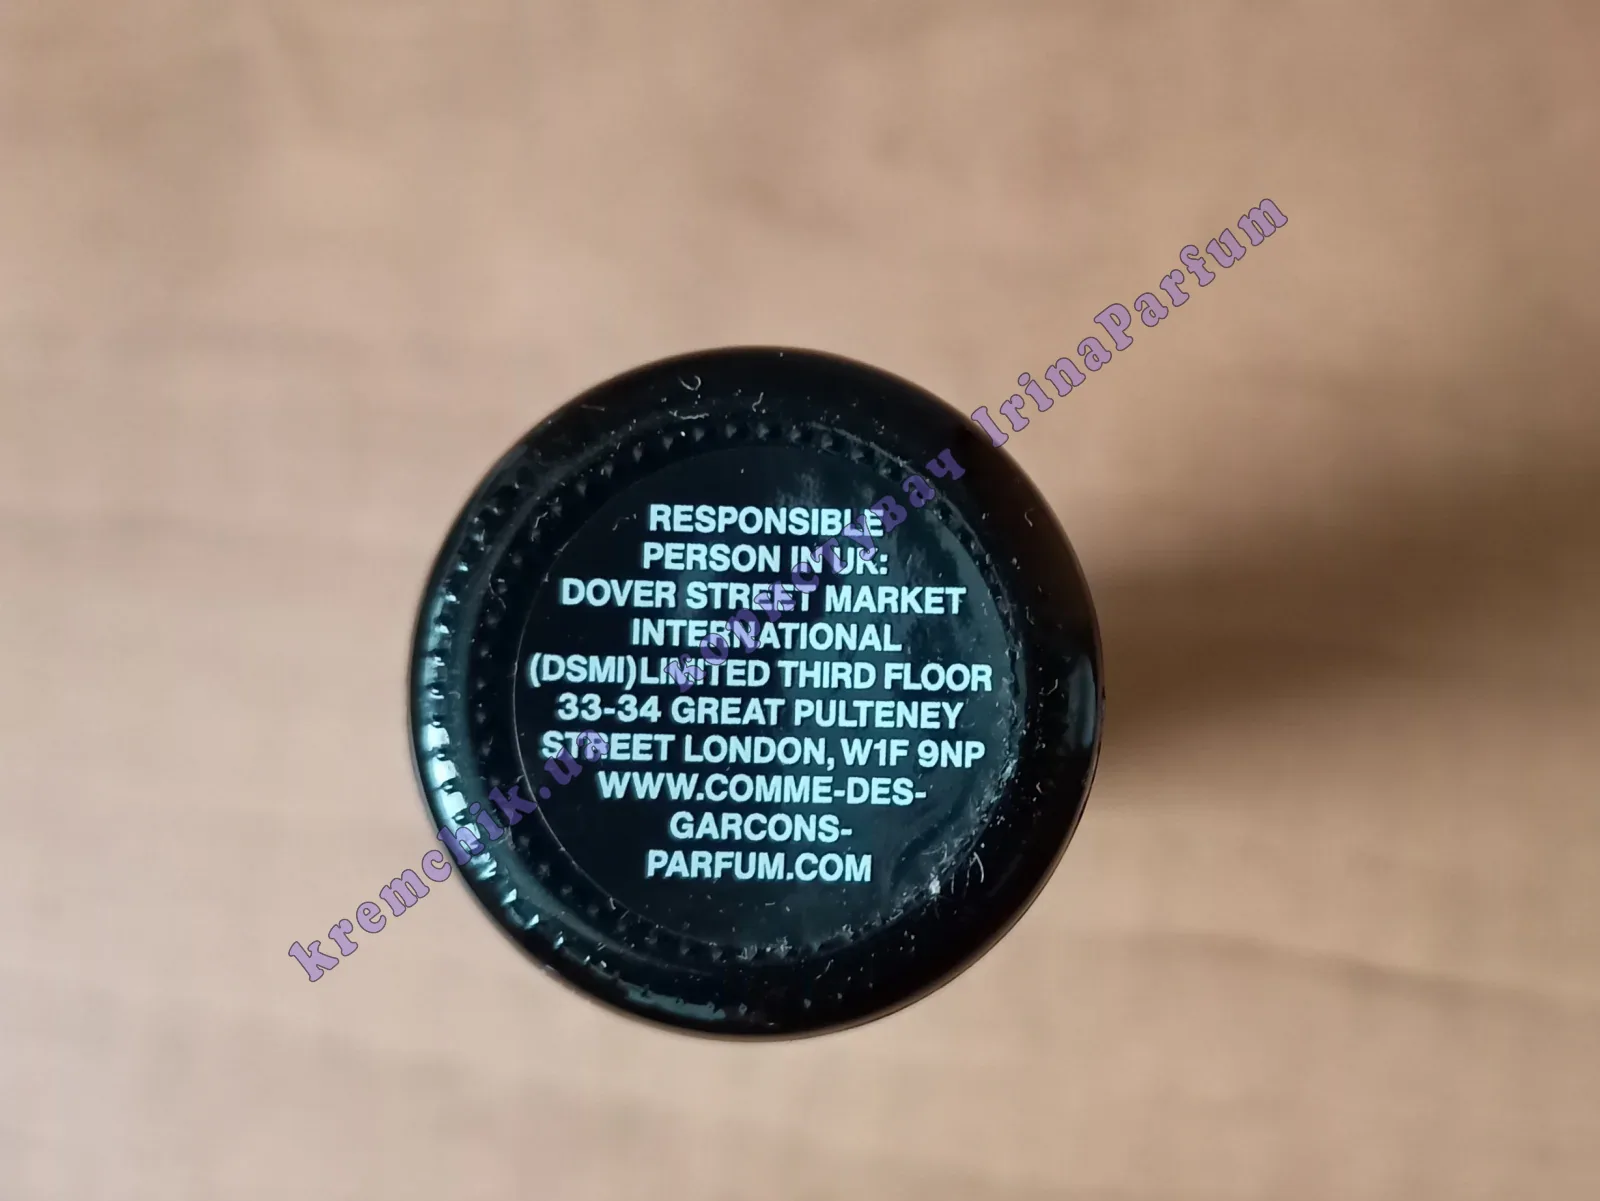 RESPONSIBLE
PERSON IN UK:
DOVER STREET MARKET
INTERNATIONAL
(DSMI)LIMITED THIRD FLOOR
33-34 GREAT PULTENEY
STREET LONDON, W1F 9NP
WWW.COMME-DES-
GARCONS-
PARFUM.COM
kremchik.ua користувач IrinaParfum